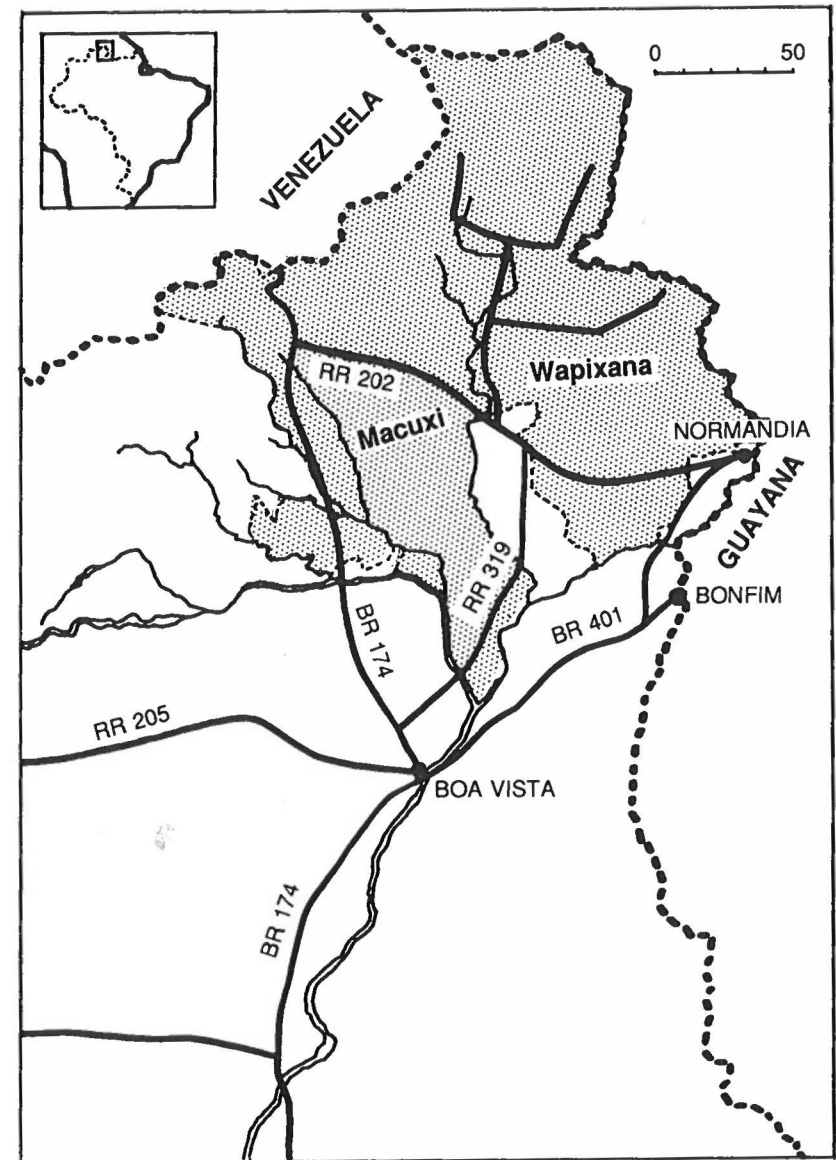 0 50
VENEZUELA
RR 202
Wapixana
Macuxi
NORMANDIA
GUAYANA
RR 319
BONFIM
BR 401
BR 174
RR 205
BOA VISTA
BR 174